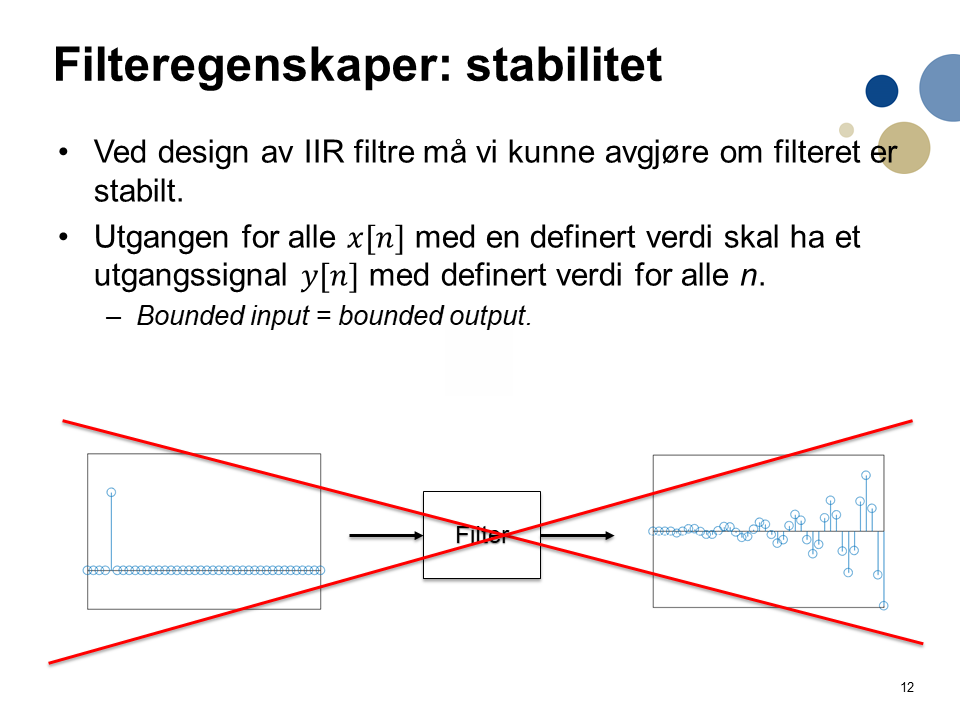 Filteregenskaper: stabilitet
• Ved design av IIR filtre må vi kunne avgjøre om filteret er
stabilt.
• Utgangen for alle 𝑥[𝑛] med en definert verdi skal ha et
utgangssignal 𝑦[𝑛] med definert verdi for alle n.
– Bounded input = bounded output.
Filter
12